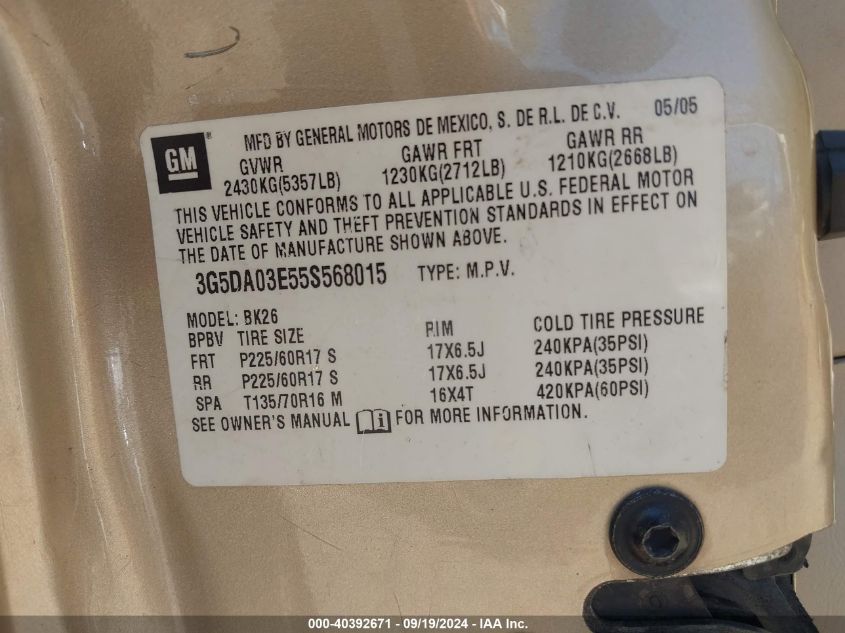 GM®
MFD BY GENERAL MOTORS DE MEXICO, S. DE R.L. DE C.V. 05/05
GVWR GAWR FRT GAWR RR
2430KG(5357LB) 1230KG(2712LB) 1210KG(2668LB)
THIS VEHICLE CONFORMS TO ALL APPLICABLE U.S. FEDERAL MOTOR
VEHICLE SAFETY AND THEFT PREVENTION STANDARDS IN EFFECT ON
THE DATE OF MANUFACTURE SHOWN ABOVE.
3G5DA03E55S568015 TYPE: M.P.V.
MODEL: BK26
BPBV TIRE SIZE RIM COLD TIRE PRESSURE
FRT P225/60R17 S 17X6.5J 240KPA(35PSI)
RR P225/60R17 S 17X6.5J 240KPA(35PSI)
SPA T135/70R16 M 16X4T 420KPA(60PSI)
SEE OWNER'S MANUAL i FOR MORE INFORMATION.
000-40392671 - 09/19/2024 - IAA Inc.